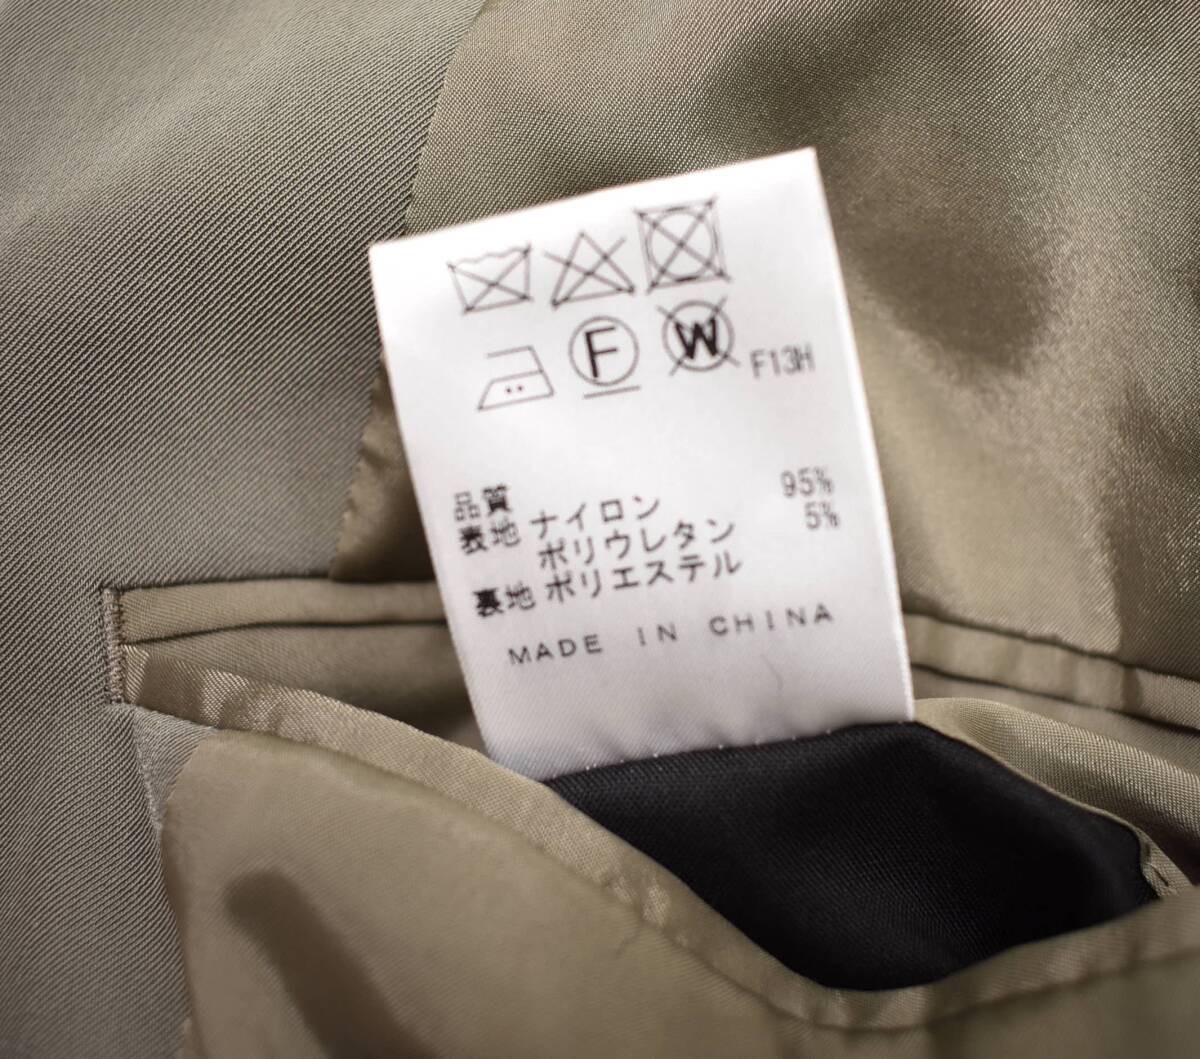 F W F13H
品質
表地 ナイロン 95%
ポリウレタン 5%
裏地 ポリエステル
MADE IN CHINA